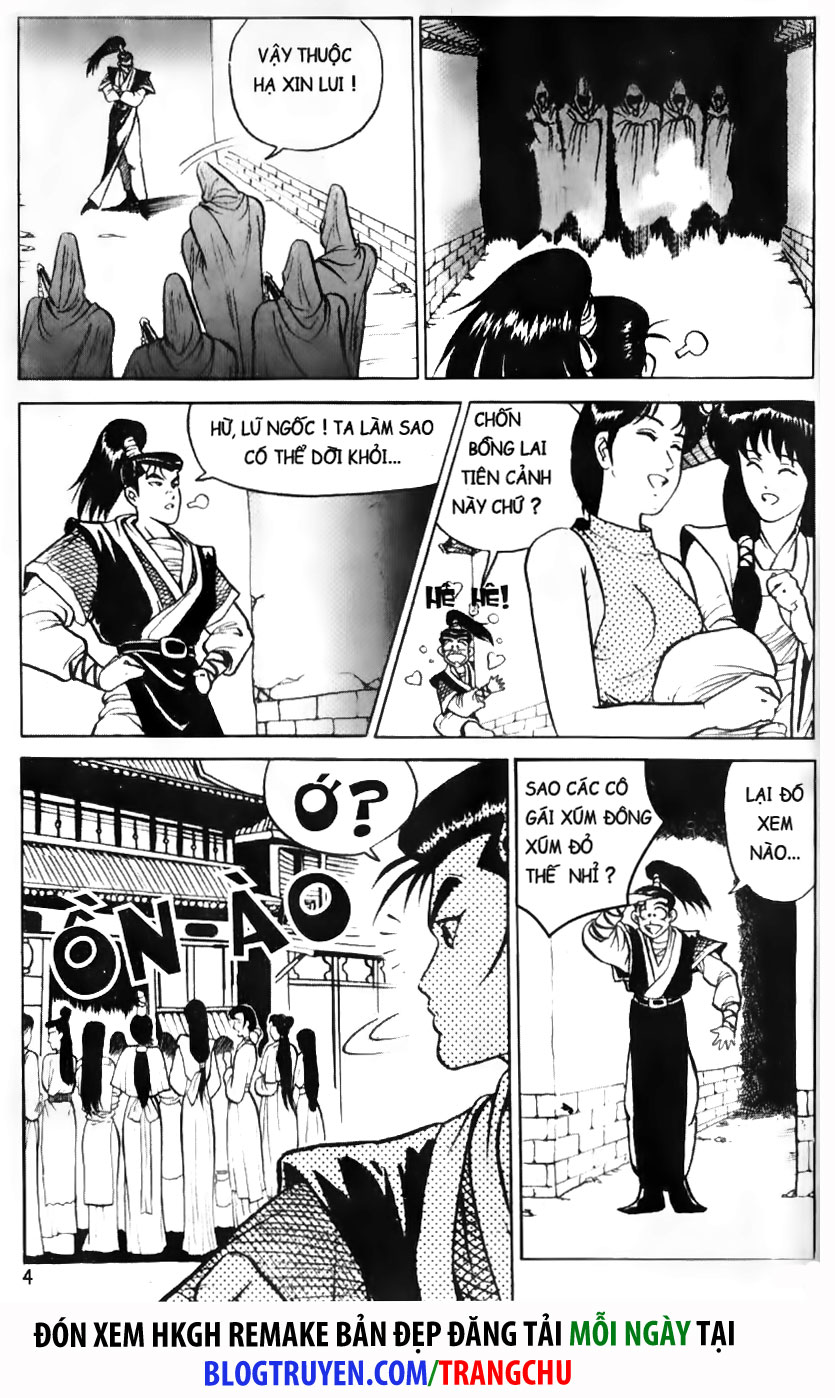 VẬY THUỘC
HẠ XIN LUI !
HỪ, LŨ NGỐC ! TA LÀM SAO
CÓ THỂ DỜI KHỎI...
CHỐN
BỒNG LAI
TIÊN CẢNH
NÀY CHỨ ?
HÊ HÊ!
Ớ?
ỒN-ÀO
SAO CÁC CÔ
GÁI XÚM ĐÔNG
XÚM ĐỎ
THẾ NHỈ ?
LẠI ĐÓ
XEM
NÀO...
4
ĐÓN XEM HKGH REMAKE BẢN ĐẸP ĐĂNG TẢI MỖI NGÀY TẠI
BLOGTRUYEN.COM/TRANGCHU